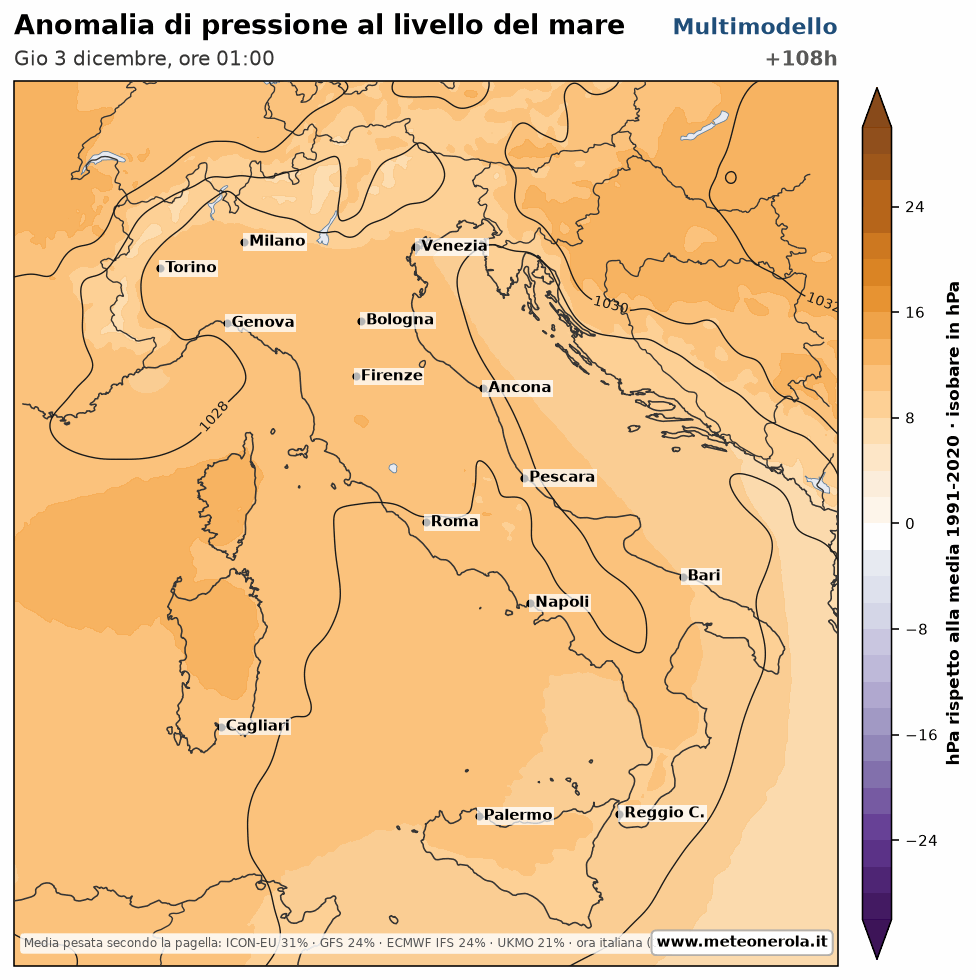 Anomalia di pressione al livello del mare
Multimodello
Gio 3 dicembre, ore 01:00
+108h
Milano
Venezia
Torino
Genova
Bologna
Firenze
Ancona
Pescara
Roma
Bari
Napoli
Cagliari
Palermo
Reggio C.
1030
1032
1028
24
16
8
0
−8
−16
−24
hPa rispetto alla media 1991-2020 · isobare in hPa
Media pesata secondo la pagella: ICON-EU 31% · GFS 24% · ECMWF IFS 24% · UKMO 21% · ora italiana (
www.meteonerola.it